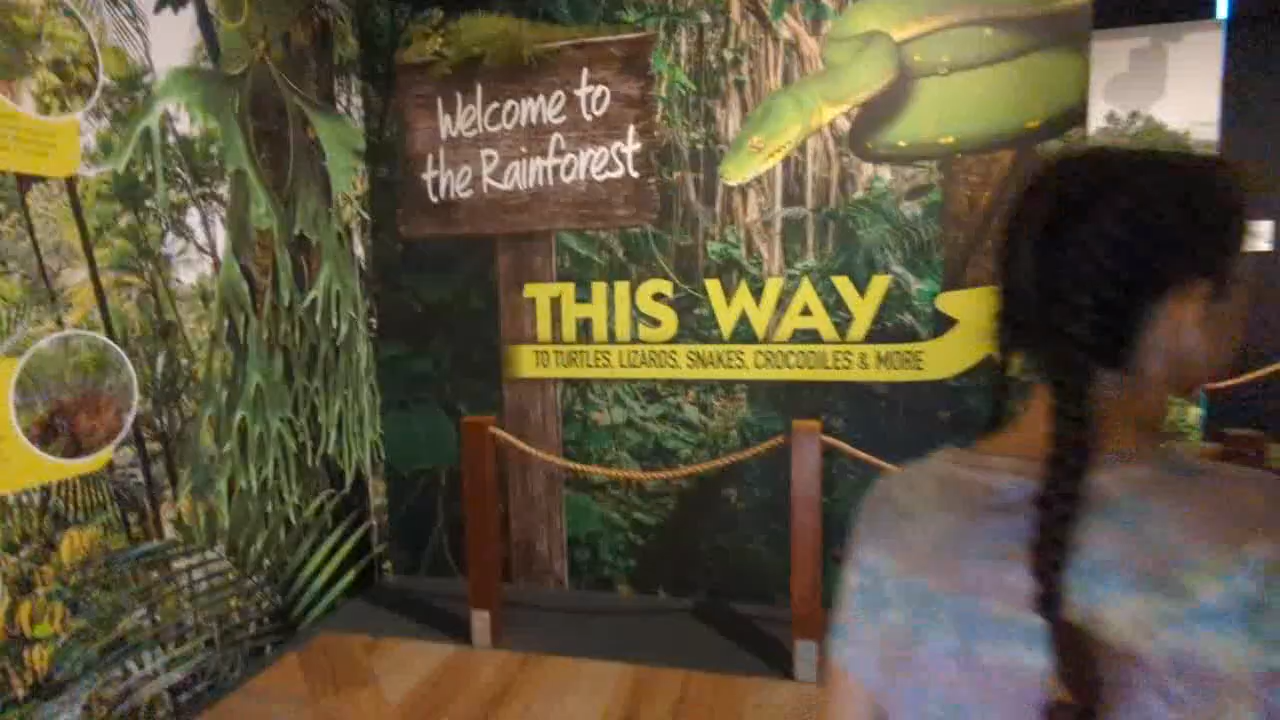 Welcome to
the Rainforest
THIS WAY
TO TURTLES, LIZARDS, SNAKES, CROCODILES & MORE